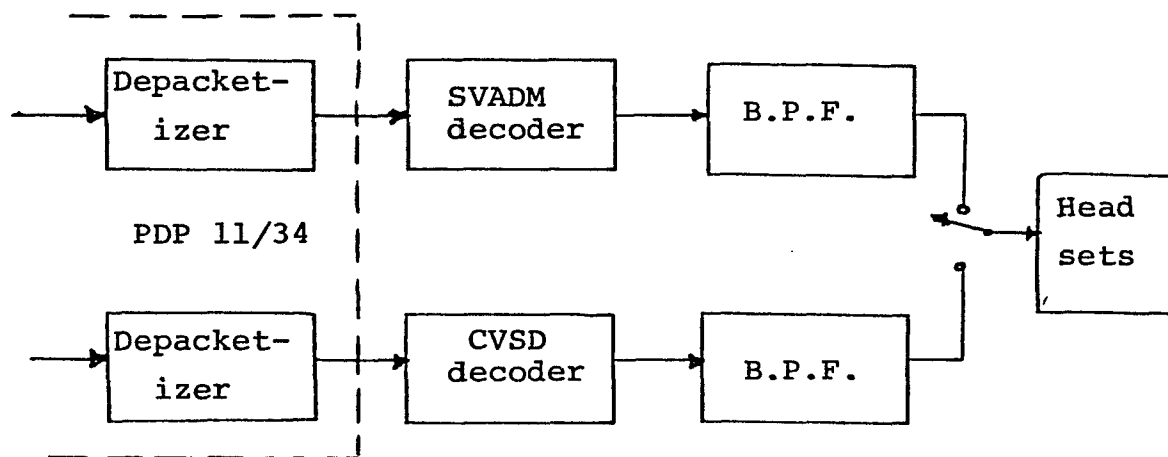 Depacket-
izer
SVADM
decoder
B.P.F.
Head
sets
PDP 11/34
Depacket-
izer
CVSD
decoder
B.P.F.